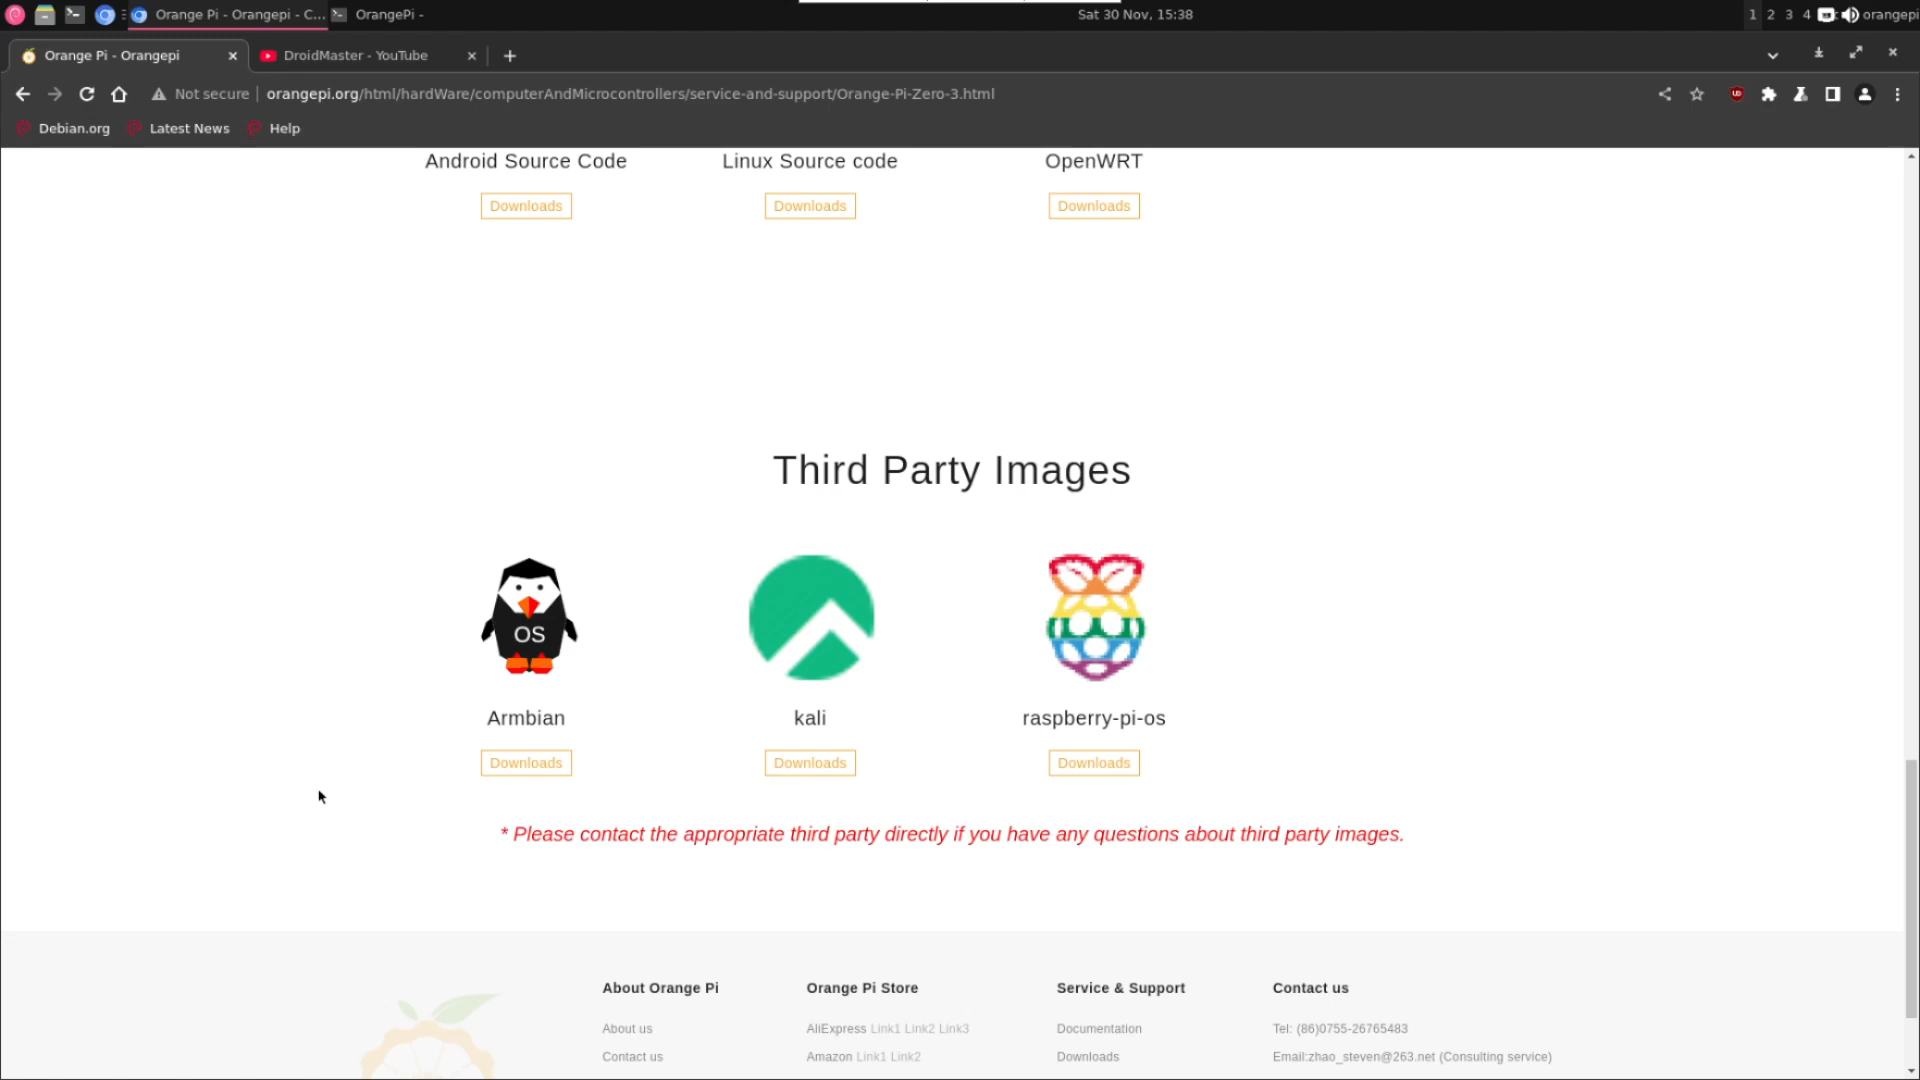 Orange Pi - Orangepi - C...
OrangePi -
Sat 30 Nov, 15:38
1 2 3 4
orangepi
Orange Pi - Orangepi
DroidMaster - YouTube
Not secure
orangepi.org/html/hardWare/computerAndMicrocontrollers/service-and-support/Orange-Pi-Zero-3.html
Debian.org
Latest News
Help
Android Source Code
Linux Source code
OpenWRT
Downloads
Downloads
Downloads
Third Party Images
OS
Armbian
kali
raspberry-pi-os
Downloads
Downloads
Downloads
* Please contact the appropriate third party directly if you have any questions about third party images.
About Orange Pi
Orange Pi Store
Service & Support
Contact us
About us
AliExpress Link1 Link2 Link3
Documentation
Tel: (86)0755-26765483
Contact us
Amazon Link1 Link2
Downloads
Email:zhao_steven@263.net (Consulting service)